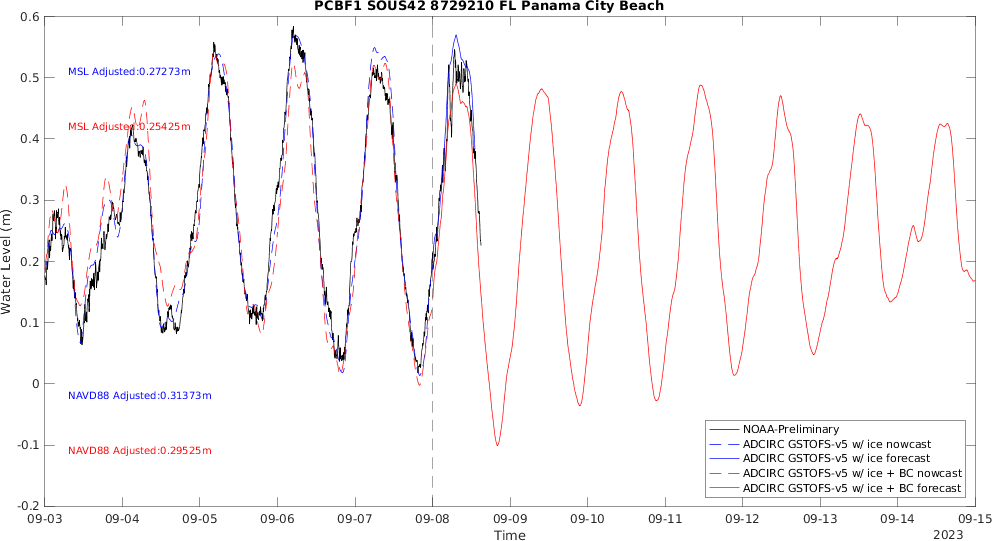 PCBF1 SOUS42 8729210 FL Panama City Beach
0.6
0.5
0.4
0.3
0.2
0.1
0
-0.1
-0.2
Water Level (m)
MSL Adjusted:0.27273m
MSL Adjusted:0.25425m
NAVD88 Adjusted:0.31373m
NAVD88 Adjusted:0.29525m
NOAA-Preliminary
ADCIRC GSTOFS-v5 w/ ice nowcast
ADCIRC GSTOFS-v5 w/ ice forecast
ADCIRC GSTOFS-v5 w/ ice + BC nowcast
ADCIRC GSTOFS-v5 w/ ice + BC forecast
09-03 09-04 09-05 09-06 09-07 09-08 09-09 09-10 09-11 09-12 09-13 09-14 09-15
Time
2023